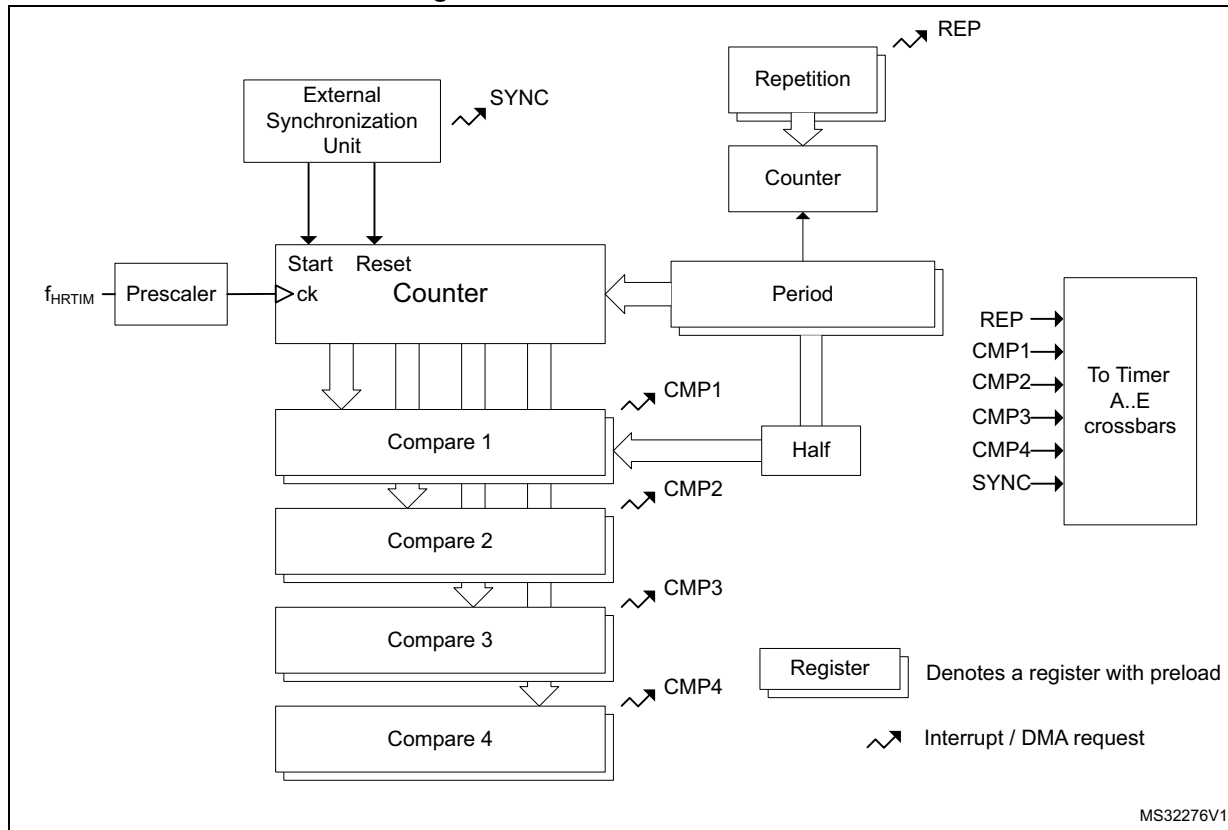 REP
Repetition
External
Synchronization
Unit
SYNC
Counter
Start Reset
fHRTIM
Prescaler
ck
Counter
Period
REP
CMP1
CMP2
CMP3
CMP4
SYNC
To Timer
A..E
crossbars
CMP1
Compare 1
Half
CMP2
Compare 2
CMP3
Compare 3
Register
Denotes a register with preload
CMP4
Compare 4
Interrupt / DMA request
MS32276V1